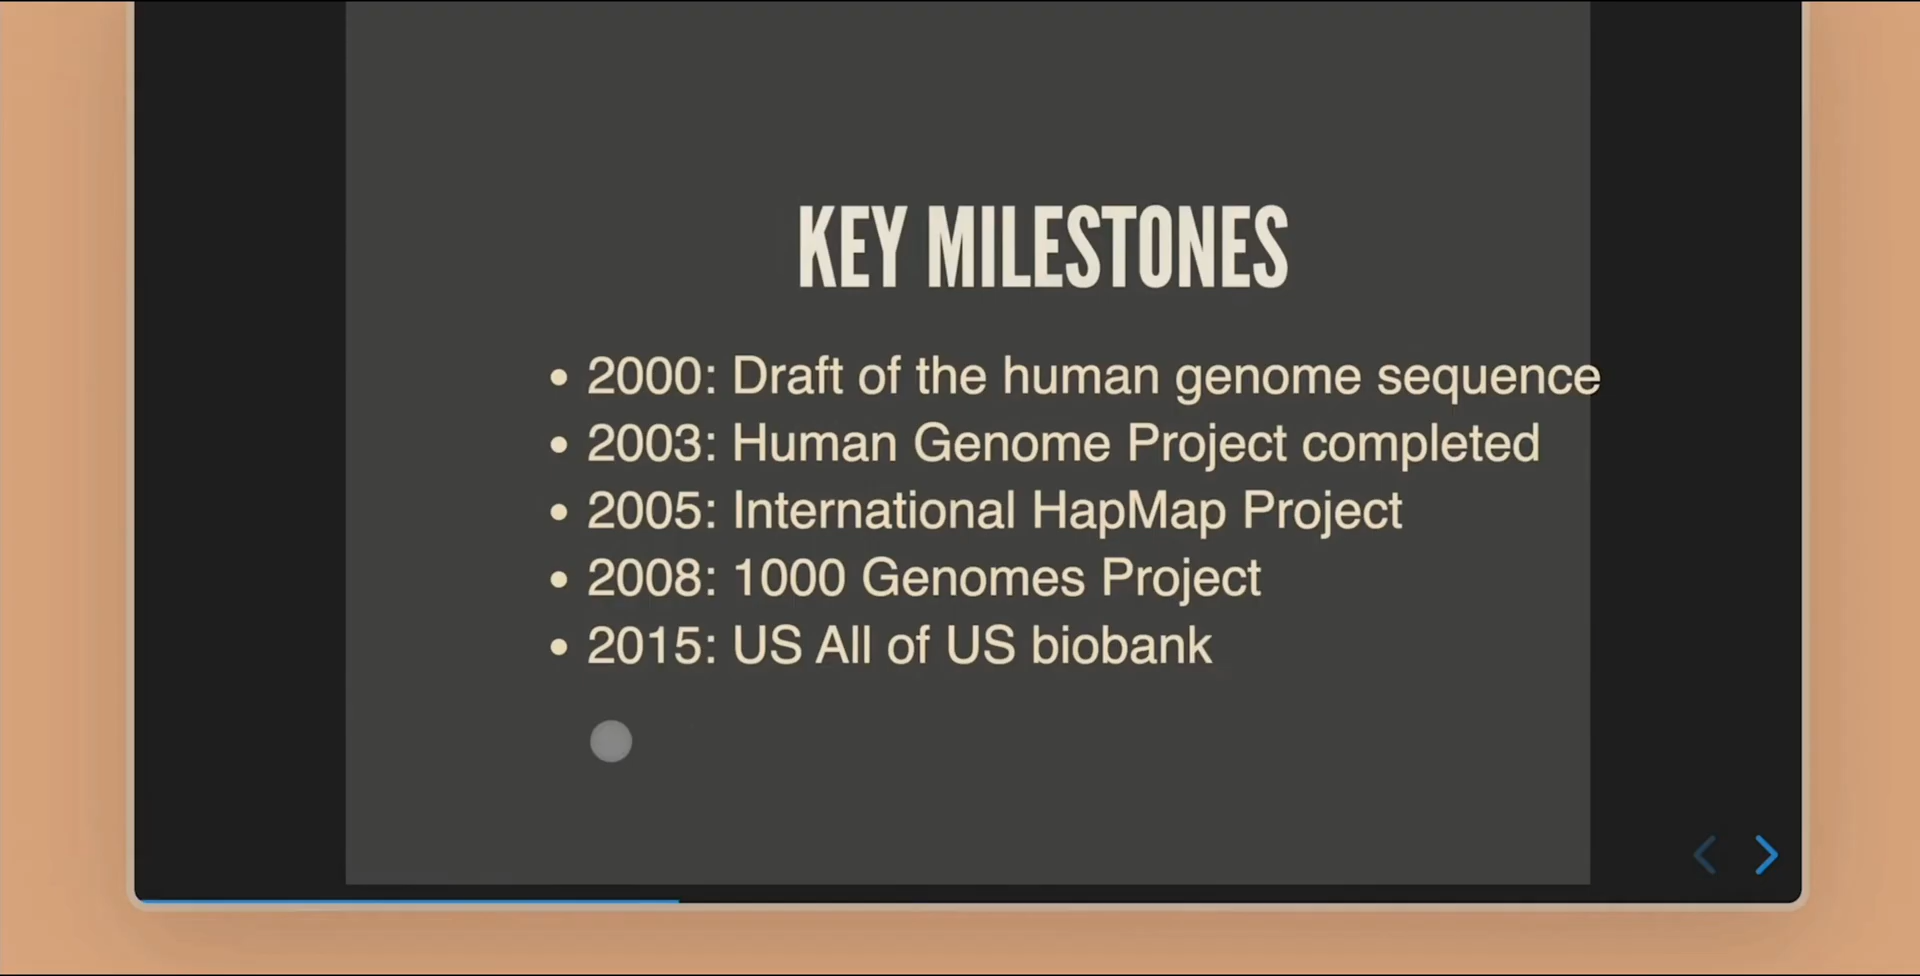 KEY MILESTONES
• 2000: Draft of the human genome sequence
• 2003: Human Genome Project completed
• 2005: International HapMap Project
• 2008: 1000 Genomes Project
• 2015: US All of US biobank